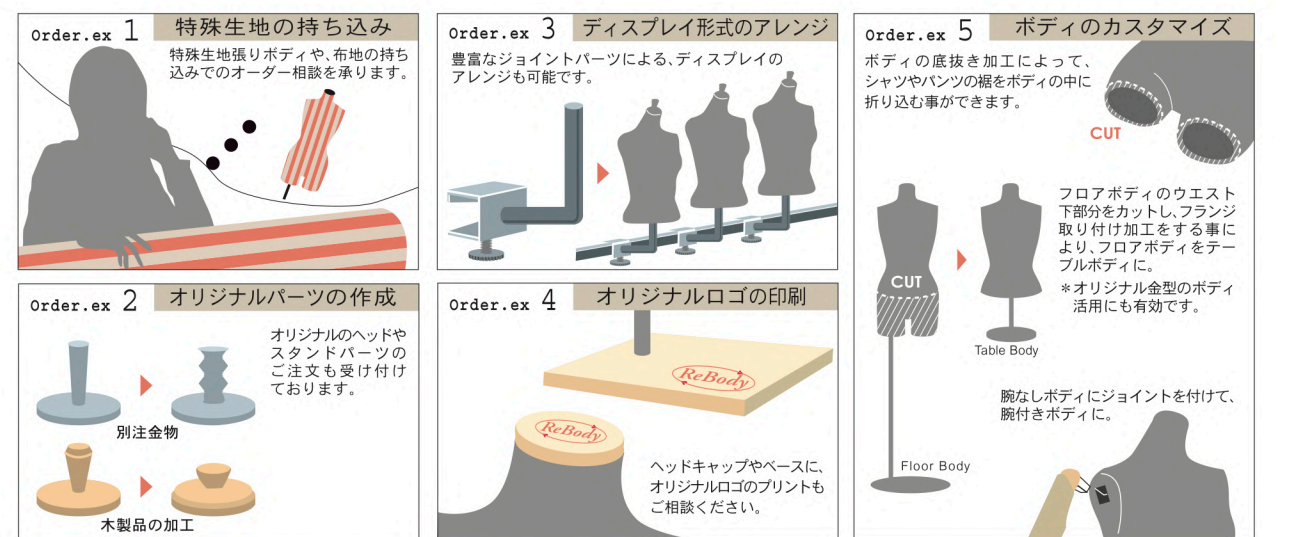 Order.ex 1 特殊生地の持ち込み
特殊生地張りボディや、布地の持ち
込みでのオーダー相談を承ります。
Order.ex 2 オリジナルパーツの作成
オリジナルのヘッドや
スタンドパーツの
ご注文も受け付け
ております。
別注金物
木製品の加工
Order.ex 3 ディスプレイ形式のアレンジ
豊富なジョイントパーツによる、ディスプレイの
アレンジも可能です。
Order.ex 4 オリジナルロゴの印刷
ReBody
ReBody
ヘッドキャップやベースに、
オリジナルロゴのプリントも
ご相談ください。
Order.ex 5 ボディのカスタマイズ
ボディの底抜き加工によって、
シャツやパンツの裾をボディの中に
折り込む事ができます。
CUT
フロアボディのウエスト
下部分をカットし、フランジ
取り付け加工をする事に
より、フロアボディをテー
ブルボディに。
＊オリジナル金型のボディ
活用にも有効です。
CUT
Table Body
Floor Body
腕なしボディにジョイントを付けて、
腕付きボディに。